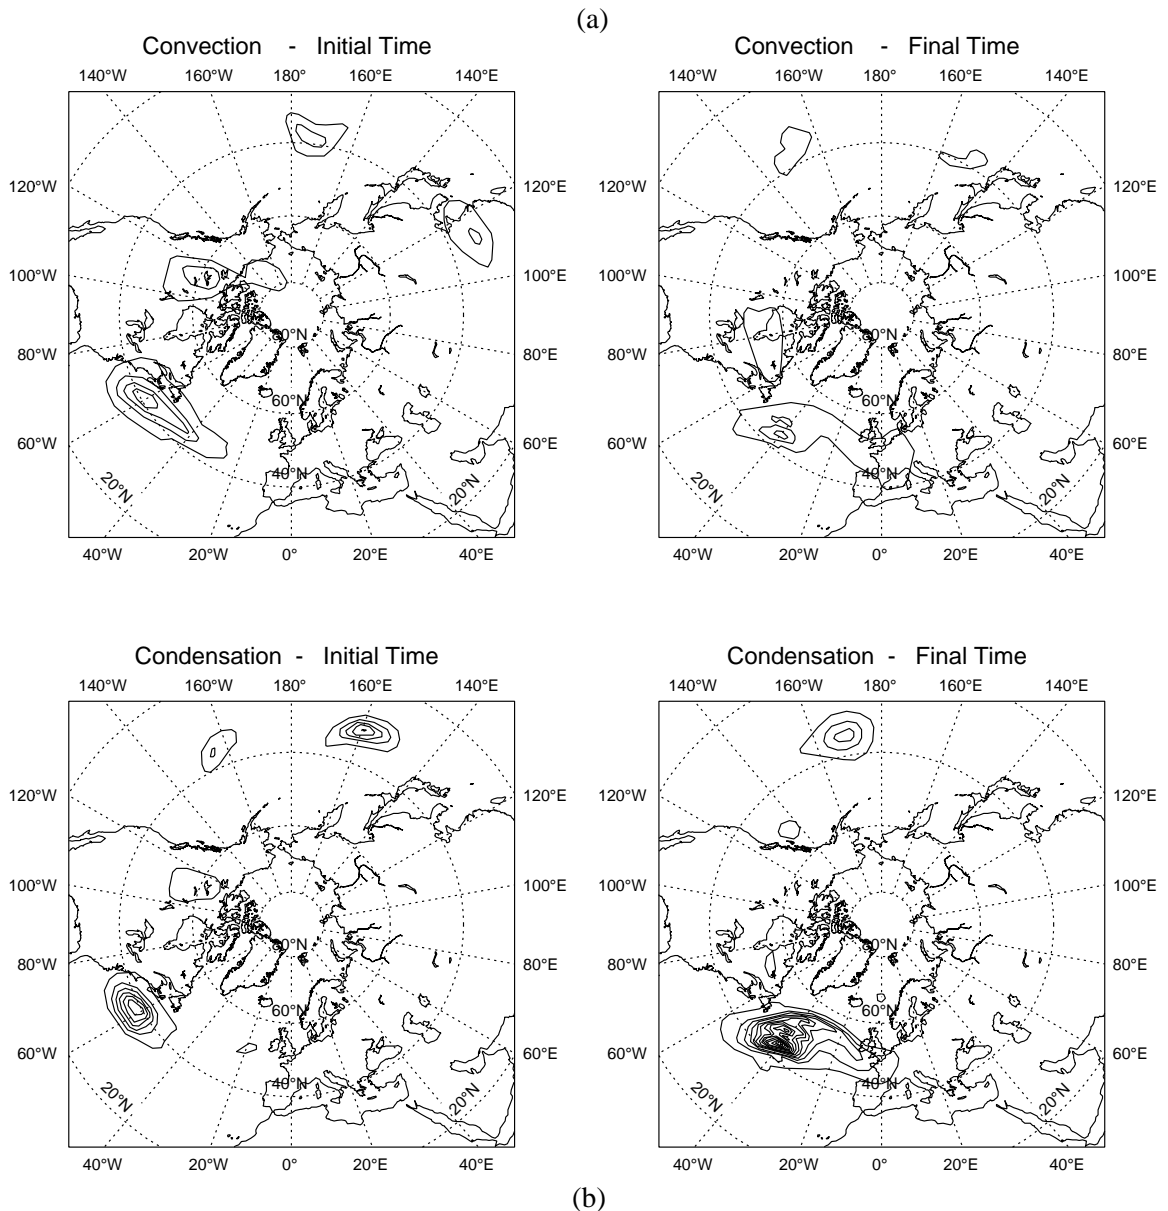 (a)
Convection - Initial Time
Convection - Final Time
140°W 160°W 180° 160°E 140°E
140°W 160°W 180° 160°E 140°E
120°W 120°E
120°W 120°E
100°W 100°E
100°W 100°E
80°N
80°N
80°W 80°E
80°W 80°E
60°N
60°N
60°W 60°E
60°W 60°E
40°N
40°N
20°N 20°N
20°N 20°N
40°W 20°W 0° 20°E 40°E
40°W 20°W 0° 20°E 40°E
Condensation - Initial Time
Condensation - Final Time
140°W 160°W 180° 160°E 140°E
140°W 160°W 180° 160°E 140°E
120°W 120°E
120°W 120°E
100°W 100°E
100°W 100°E
80°N
80°N
80°W 80°E
80°W 80°E
60°N
60°N
60°W 60°E
60°W 60°E
40°N
40°N
20°N 20°N
20°N 20°N
40°W 20°W 0° 20°E 40°E
40°W 20°W 0° 20°E 40°E
(b)